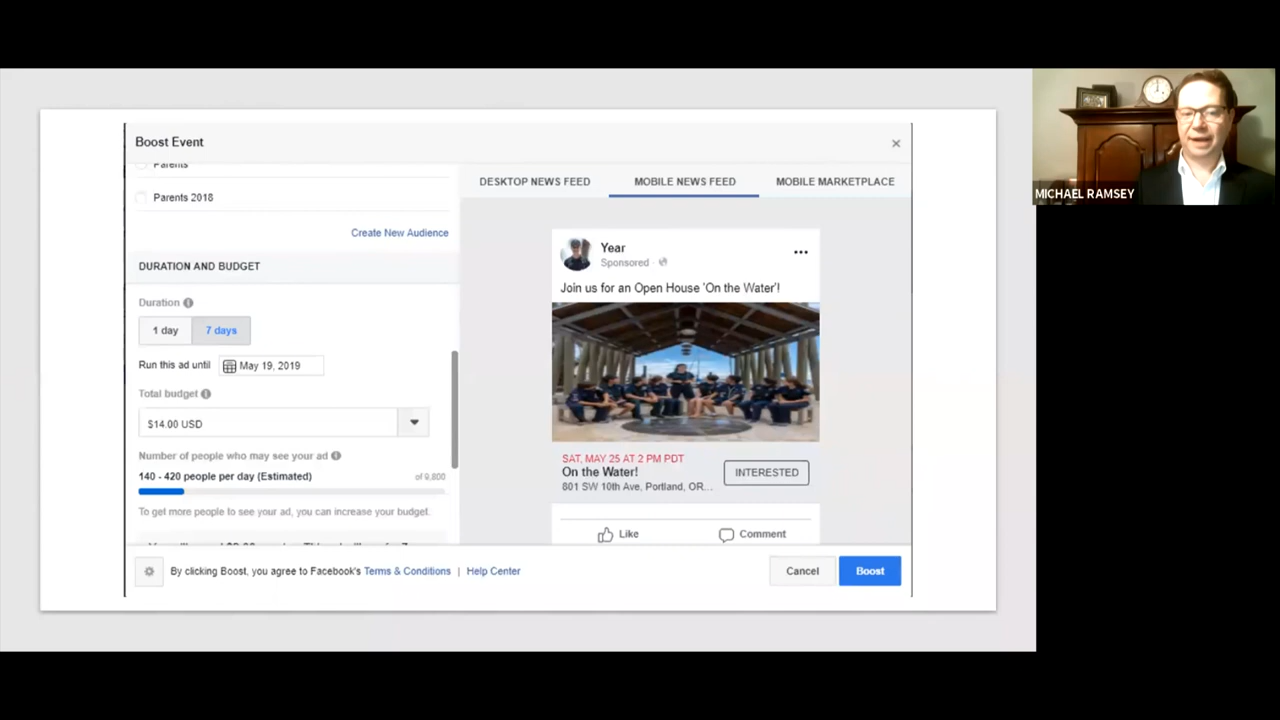 Boost Event
Parents
Parents 2018
Create New Audience
DURATION AND BUDGET
Duration
1 day
7 days
Run this ad until
May 19, 2019
Total budget
$14.00 USD
Number of people who may see your ad
140 - 420 people per day (Estimated)
of 9,800
To get more people to see your ad, you can increase your budget.
By clicking Boost, you agree to Facebook's Terms & Conditions | Help Center
Cancel
Boost
DESKTOP NEWS FEED
MOBILE NEWS FEED
MOBILE MARKETPLACE
Year
Sponsored ·
Join us for an Open House 'On the Water'!
SAT, MAY 25 AT 2 PM PDT
On the Water!
801 SW 10th Ave, Portland, OR...
INTERESTED
Like
Comment
MICHAEL RAMSEY